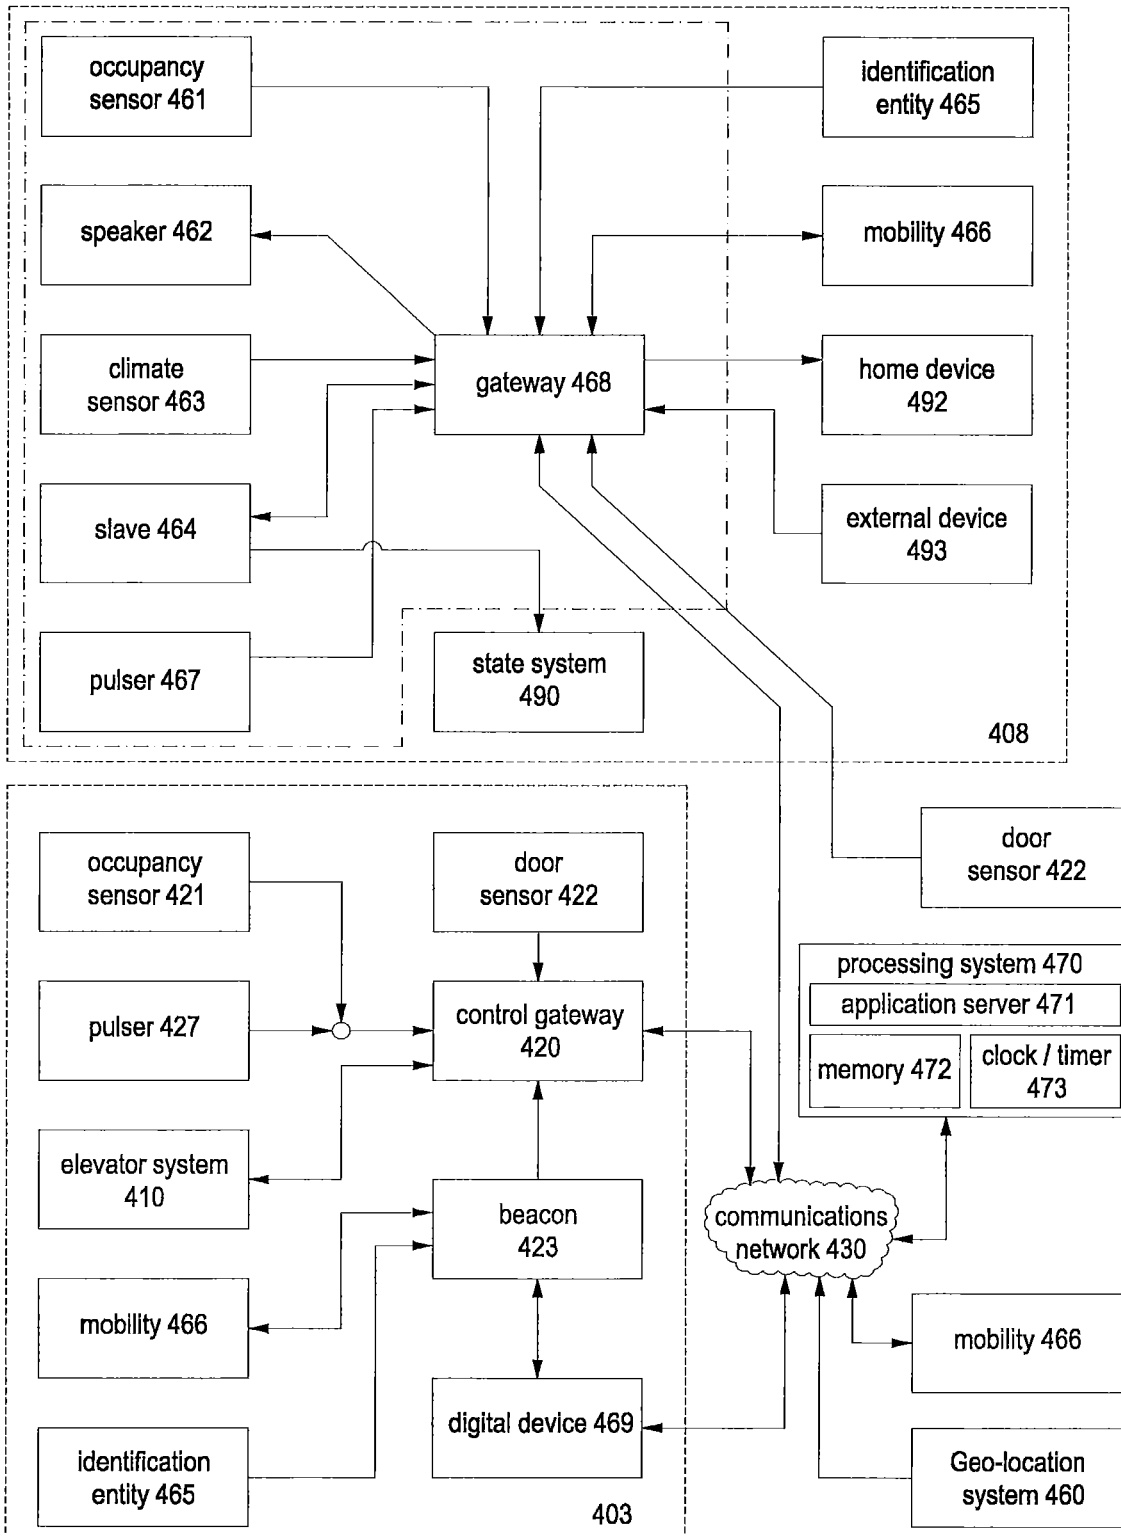 occupancy
sensor 461
identification
entity 465
speaker 462
mobility 466
climate
sensor 463
gateway 468
home device
492
slave 464
external device
493
pulser 467
state system
490
408
occupancy
sensor 421
door
sensor 422
door
sensor 422
pulser 427
control gateway
420
processing system 470
application server 471
memory 472
clock / timer
473
elevator system
410
beacon
423
communications
network 430
mobility 466
mobility 466
digital device 469
identification
entity 465
Geo-location
system 460
403